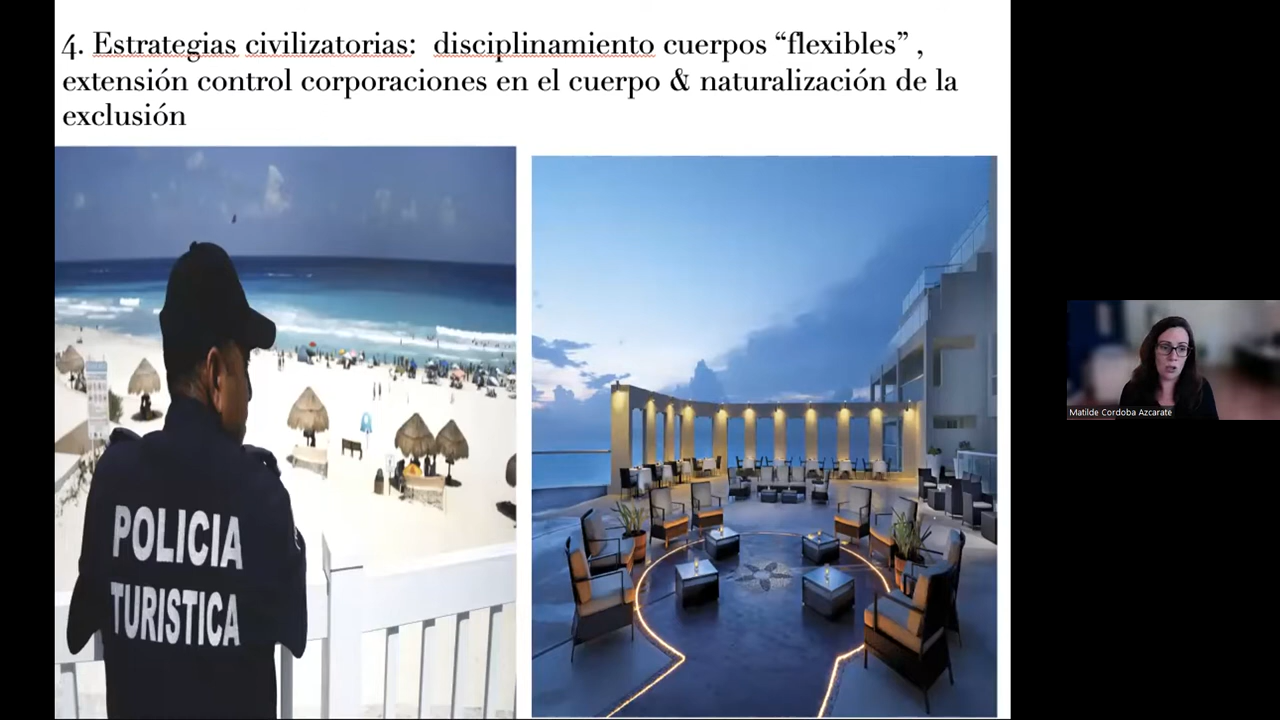 4. Estrategias civilizatorias:  disciplinamiento cuerpos “flexibles” ,
extensión control corporaciones en el cuerpo & naturalización de la
exclusión
POLICIA
TURISTICA
Matilde Cordoba Azcarate